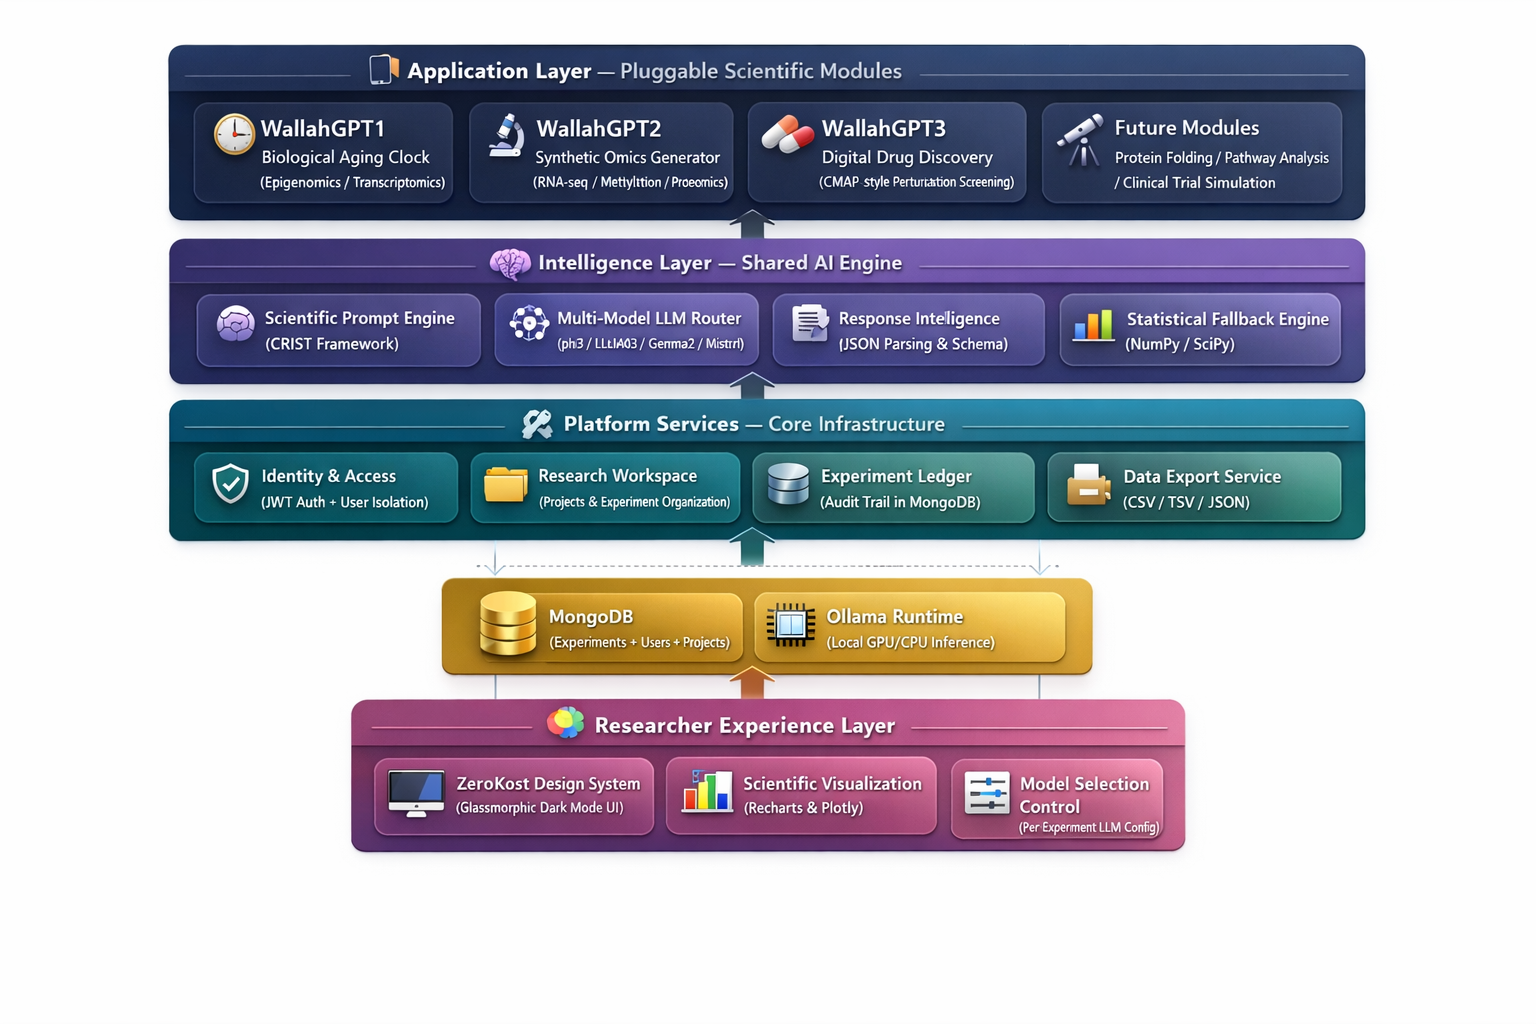 Application Layer — Pluggable Scientific Modules
WallahGPT1
Biological Aging Clock
(Epigenomics / Transcriptomics)
WallahGPT2
Synthetic Omics Generator
(RNA-seq / Metlylttion / Proeomics)
WallahGPT3
Digital Drug Discovery
(CMAP style Screening)
Future Modules
Protein Folding / Pathway Analysis
/ Clinical Trial Simulation
Intelligence Layer — Shared AI Engine
Scientific Prompt Engine
(CRIST Framework)
Multi-Model LLM Router
(phi3 / / Gemma2 / )
Response Intelligence
(JSON Parsing & Schema)
Statistical Fallback Engine
(NumPy / SciPy)
Platform Services — Core Infrastructure
Identity & Access
(JWT Auth + User Isolation)
Research Workspace
(Projects & Experiment Organization)
Experiment Ledger
(Audit Trail in MongoDB)
Data Export Service
(CSV / TSV / JSON)
MongoDB
(Experiments + Users + Projects)
Ollama Runtime
(Local GPU/CPU Inference)
Researcher Experience Layer
ZeroKost Design System
(Glassmorphic Dark Mode UI)
Scientific Visualization
(Recharts & Plotly)
Model Selection
Control
(Per Experment LLM Config)